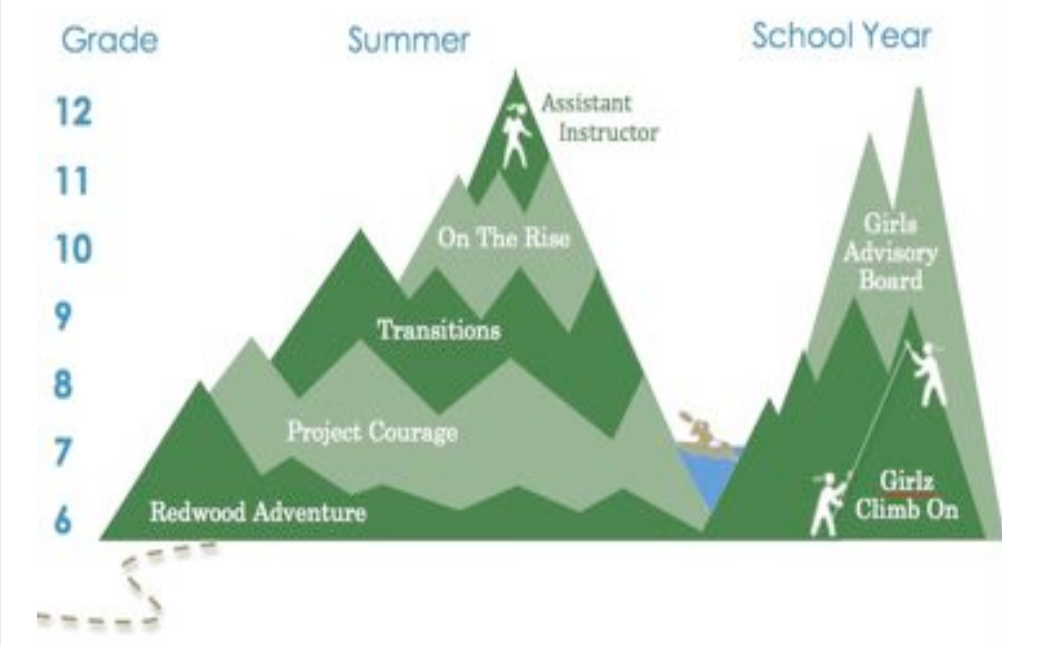 Grade
Summer
School Year
12
Assistant
Instructor
11
10
On The Rise
Girls
Advisory
Board
9
Transitions
8
7
Project Courage
6
Redwood Adventure
Girlz
Climb On